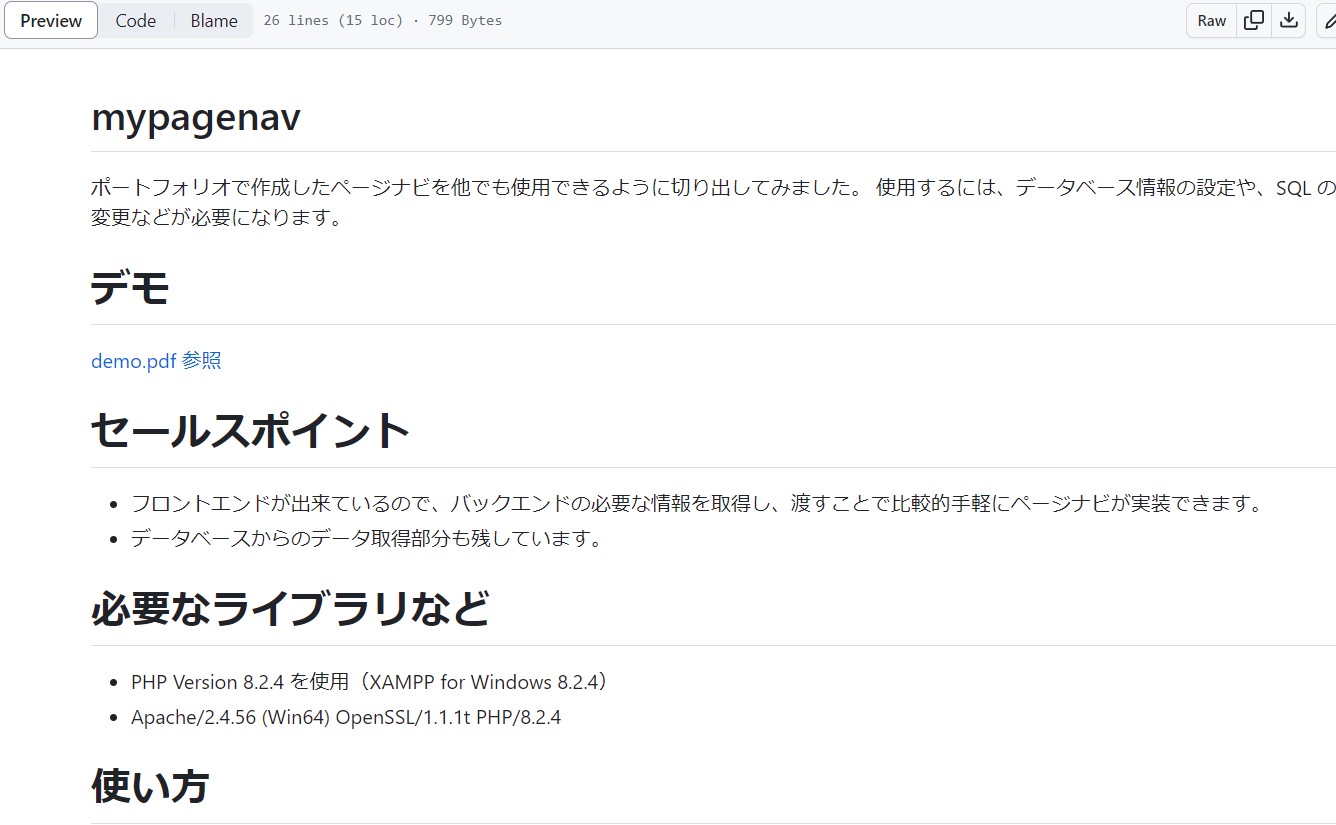 Preview Code Blame 26 lines (15 loc) · 799 Bytes Raw
mypagenav
ポートフォリオで作成したページナビを他でも使用できるように切り出してみました。 使用するには、データベース情報の設定や、SQL の
変更などが必要になります。
デモ
demo.pdf 参照
セールスポイント
フロントエンドが出来ているので、バックエンドの必要な情報を取得し、渡すことで比較的手軽にページナビが実装できます。
データベースからのデータ取得部分も残しています。
必要なライブラリなど
PHP Version 8.2.4 を使用（XAMPP for Windows 8.2.4）
Apache/2.4.56 (Win64) OpenSSL/1.1.1t PHP/8.2.4
使い方